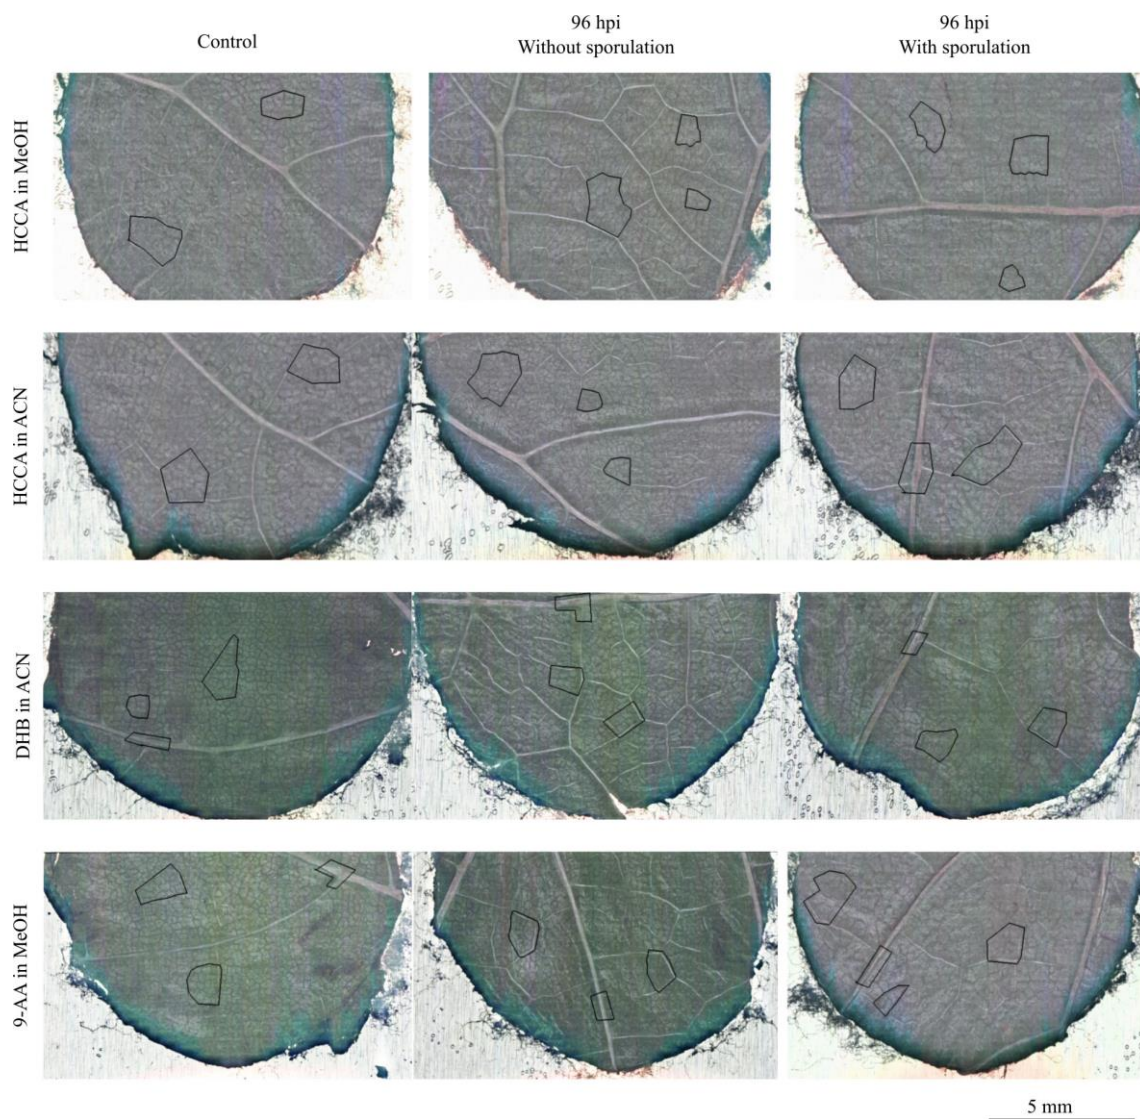 Control
96 hpi
Without sporulation
96 hpi
With sporulation
HCCA in MeOH
HCCA in ACN
DHB in ACN
9-AA in MeOH
5 mm